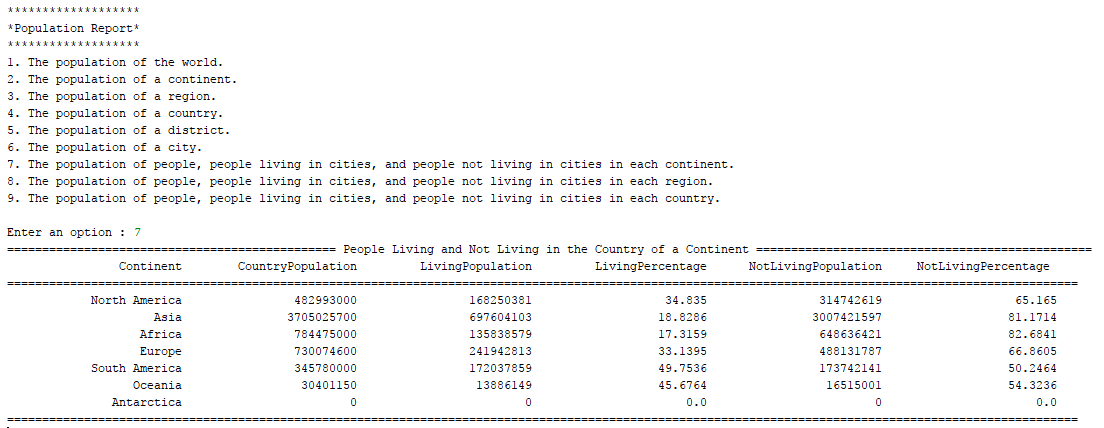 *******************
*Population Report*
*******************
1. The population of the world.
2. The population of a continent.
3. The population of a region.
4. The population of a country.
5. The population of a district.
6. The population of a city.
7. The population of people, people living in cities, and people not living in cities in each continent.
8. The population of people, people living in cities, and people not living in cities in each region.
9. The population of people, people living in cities, and people not living in cities in each country.
Enter an option : 7
=============================================== People Living and Not Living in the Country of a Continent ================================================
Continent CountryPopulation LivingPopulation LivingPercentage NotLivingPopulation NotLivingPercentage
=========================================================================================================================================================
North America 482993000 168250381 34.835 314742619 65.165
Asia 3705025700 697604103 18.8286 3007421597 81.1714
Africa 784475000 135838579 17.3159 648636421 82.6841
Europe 730074600 241942813 33.1395 488131787 66.8605
South America 345780000 172037859 49.7536 173742141 50.2464
Oceania 30401150 13886149 45.6764 16515001 54.3236
Antarctica 0 0 0.0 0 0.0
=========================================================================================================================================================